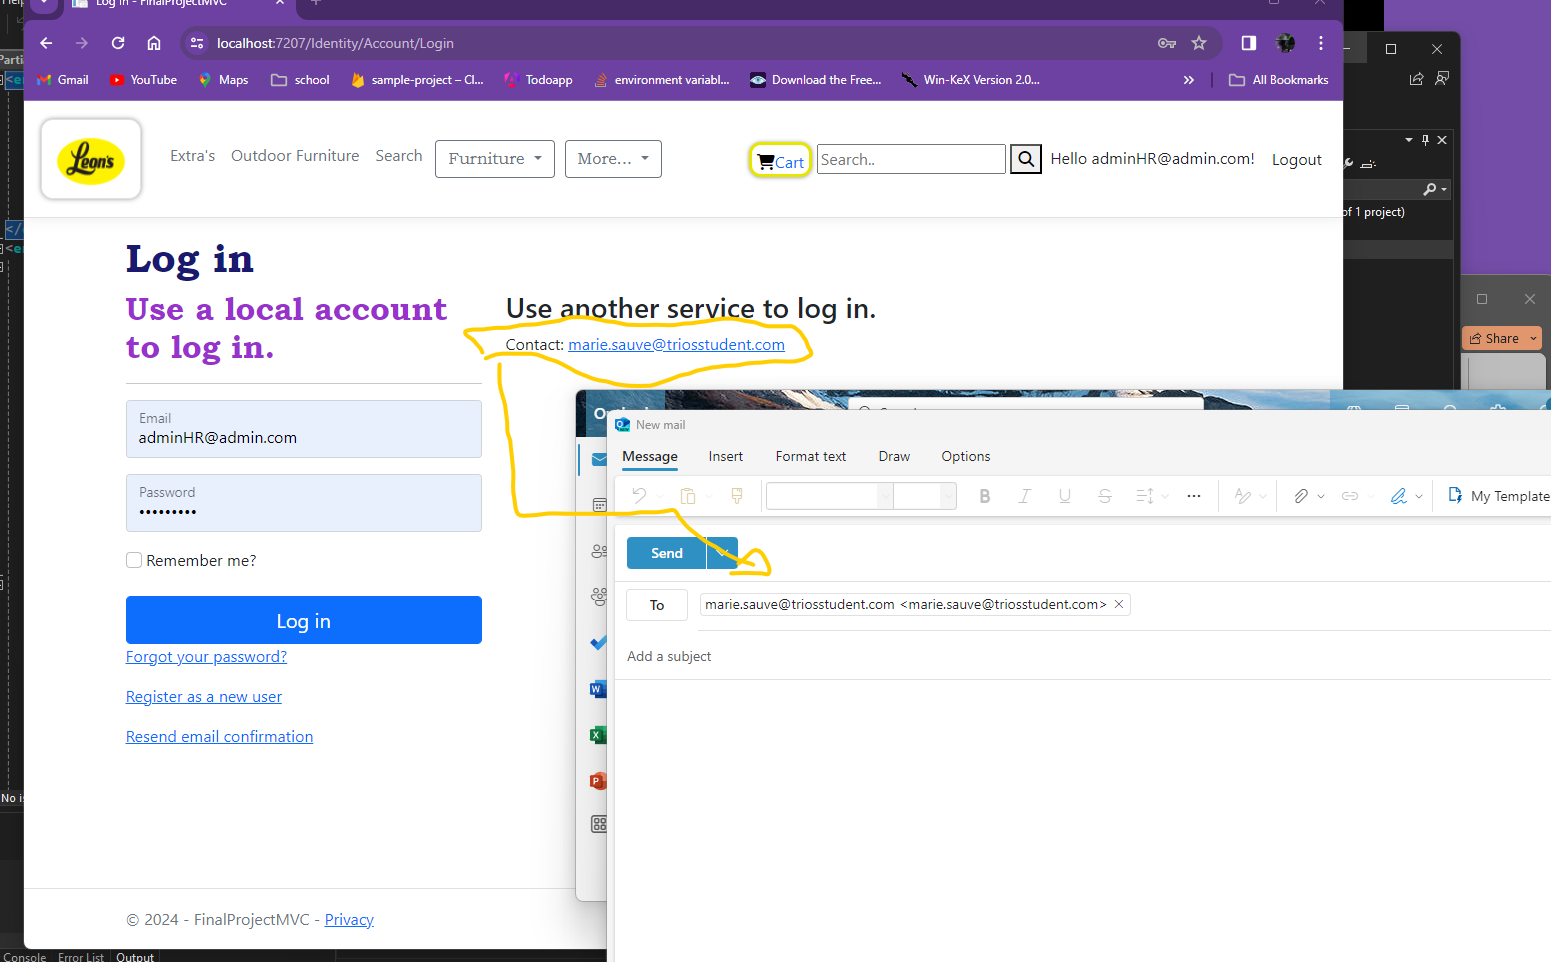 Log in - FinalProjectMVC
localhost:7207/Identity/Account/Login
Gmail YouTube Maps school sample-project – Cl... Todoapp environment variabl... Download the Free... Win-KeX Version 2.0... » All Bookmarks
Leon's
Extra's Outdoor Furniture Search Furniture More... Cart Search.. Hello adminHR@admin.com! Logout
of 1 project)
Log in
Use a local account
to log in.
Use another service to log in.
Contact: marie.sauve@triosstudent.com
Share
Email
adminHR@admin.com
Password
•••••••••
Remember me?
Log in
Forgot your password?
Register as a new user
Resend email confirmation
New mail
Message Insert Format text Draw Options
B I U S ... My Template
Send
To marie.sauve@triosstudent.com <marie.sauve@triosstudent.com>
Add a subject
No is
© 2024 - FinalProjectMVC - Privacy
Console Error List Output